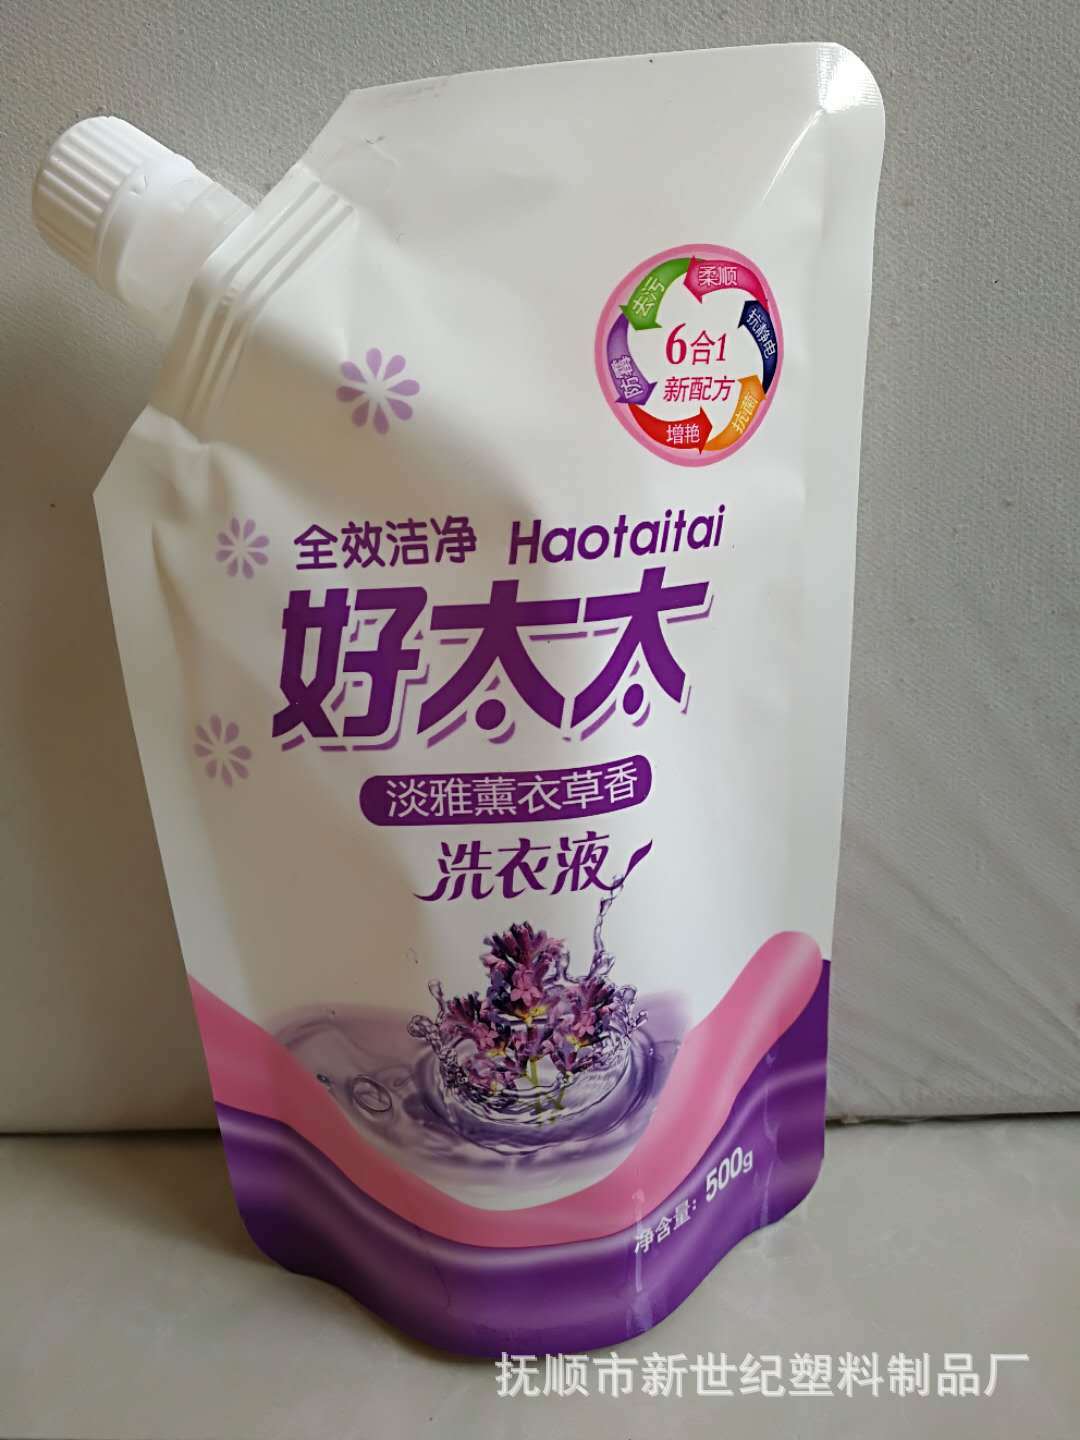 柔顺
去污
抗静电
6合1
新配方
防霉
抗菌
增艳
全效洁净 Haotaitai
好太太
淡雅薰衣草香
洗衣液
净含量：500g
抚顺市新世纪塑料制品厂